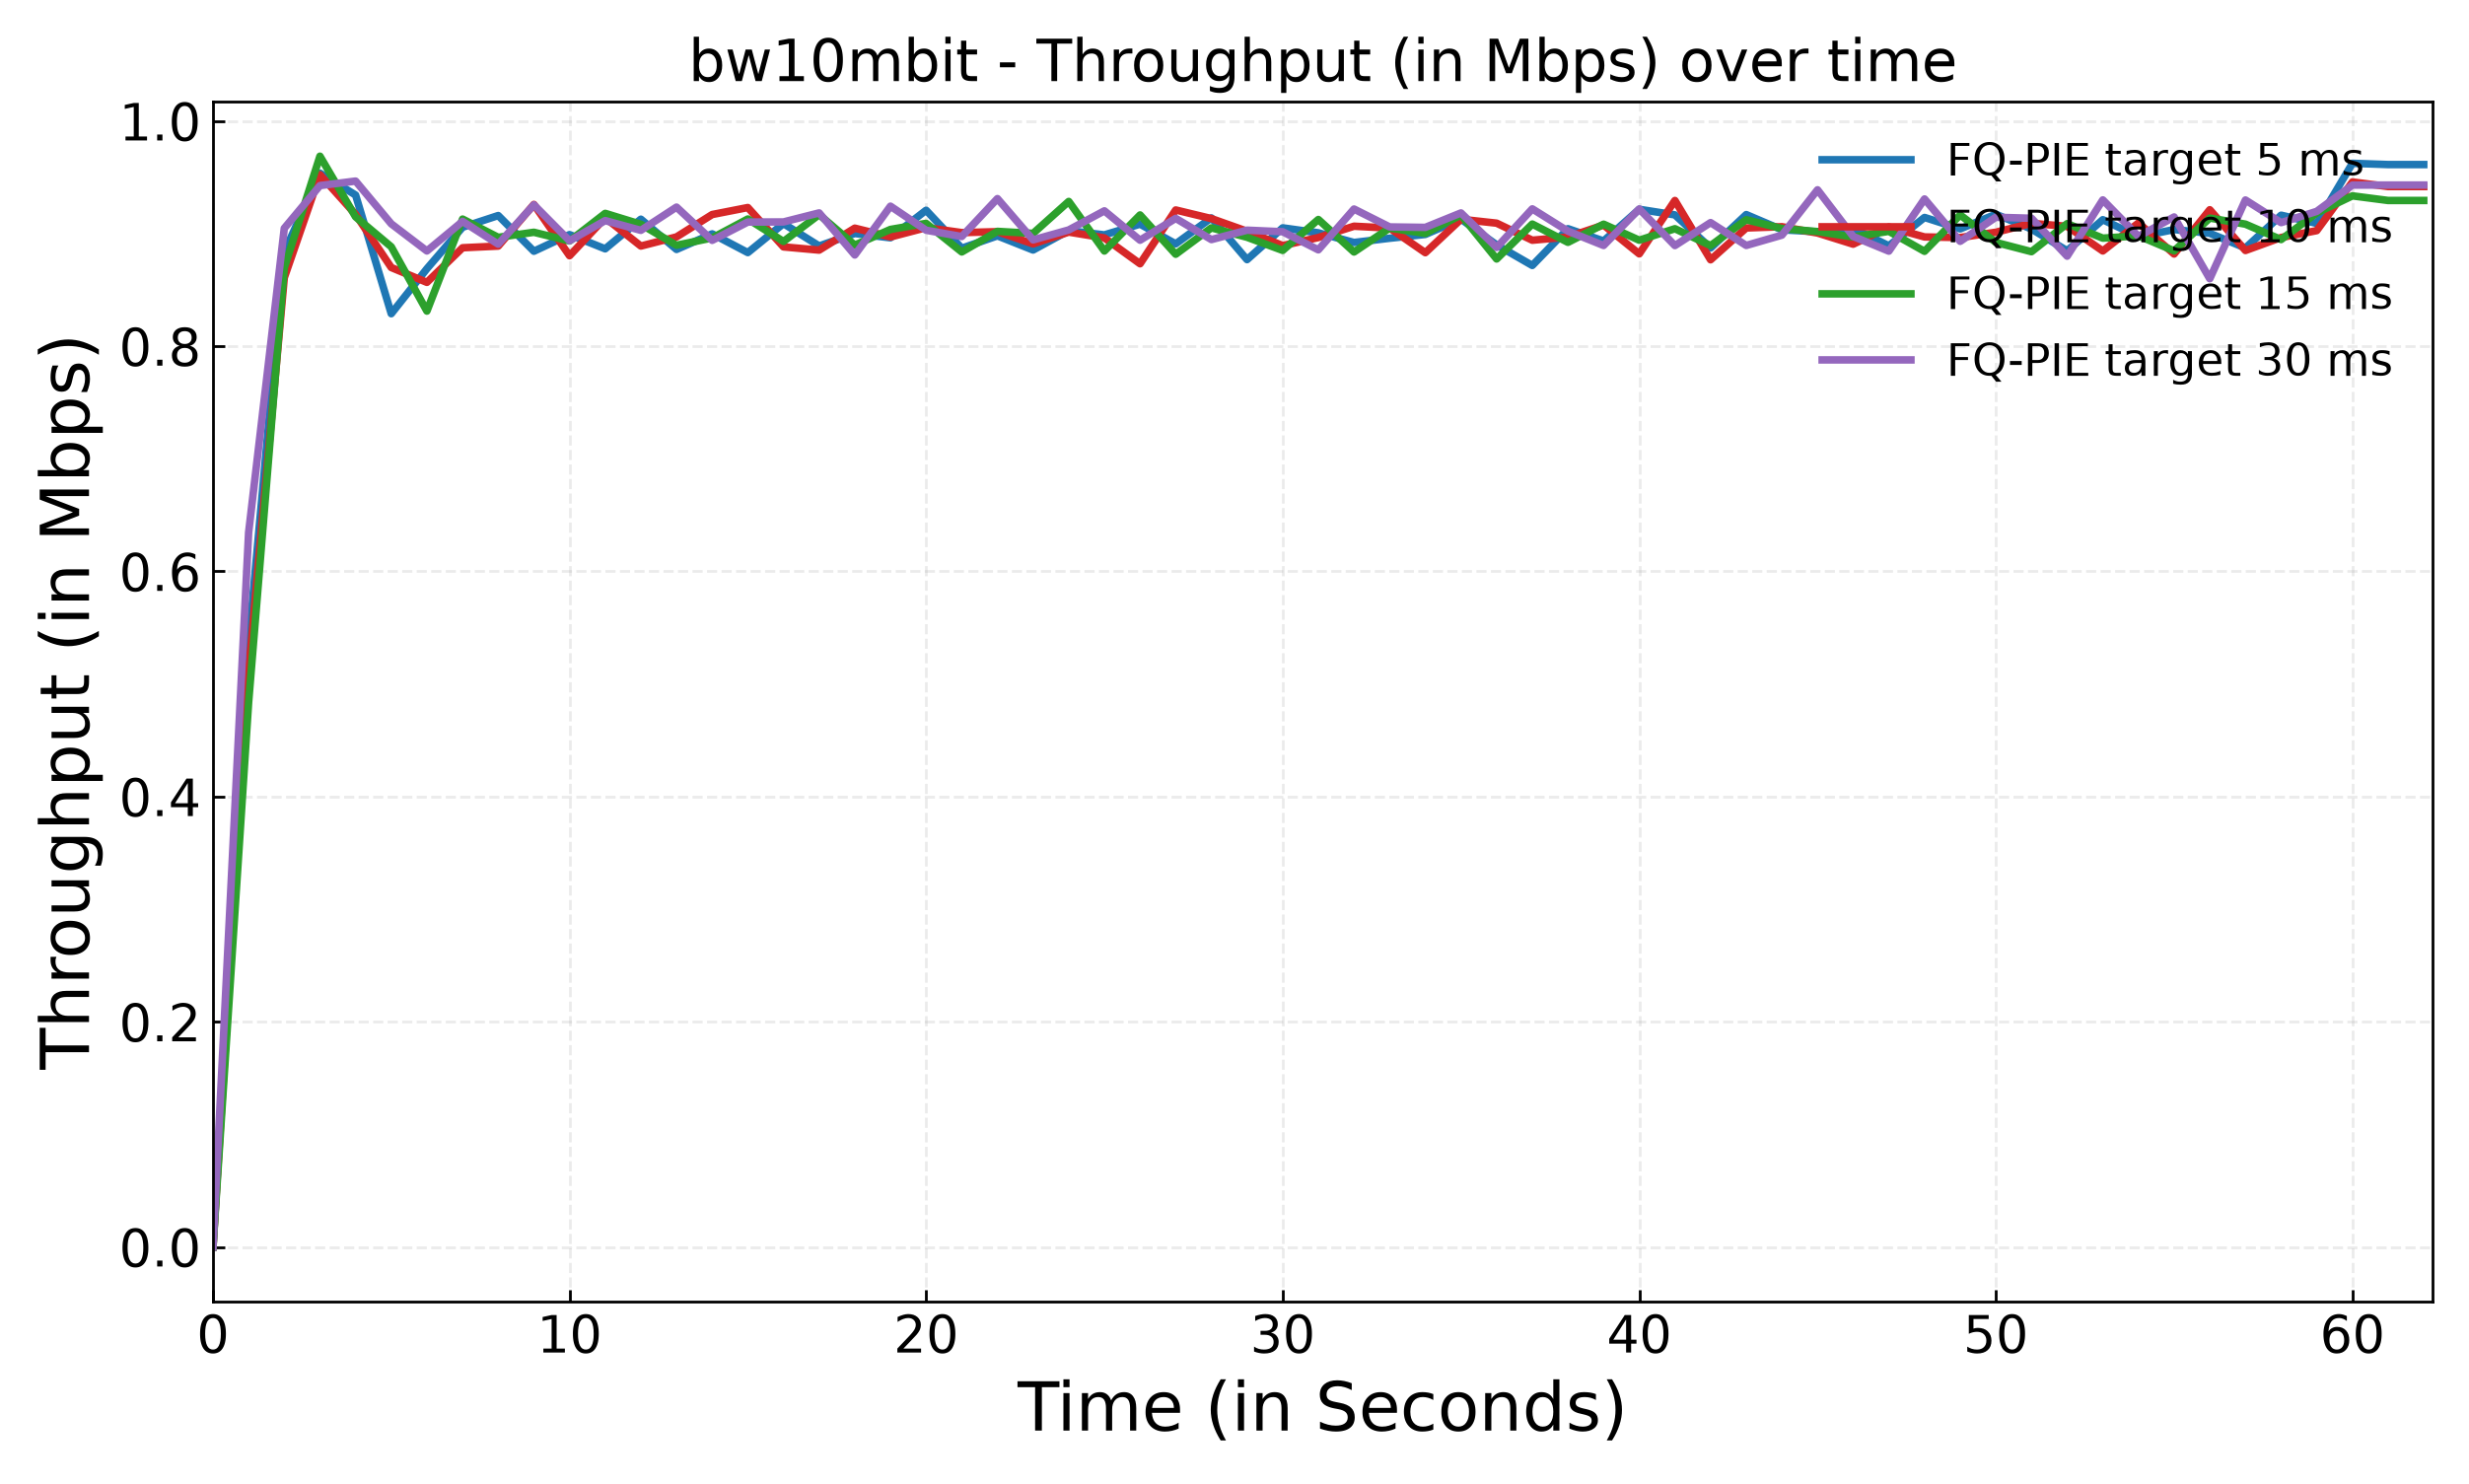 bw10mbit - Throughput (in Mbps) over time
Throughput (in Mbps)
1.0
0.8
0.6
0.4
0.2
0.0
FQ-PIE target 5 ms
FQ-PIE target 10 ms
FQ-PIE target 15 ms
FQ-PIE target 30 ms
0 10 20 30 40 50 60
Time (in Seconds)